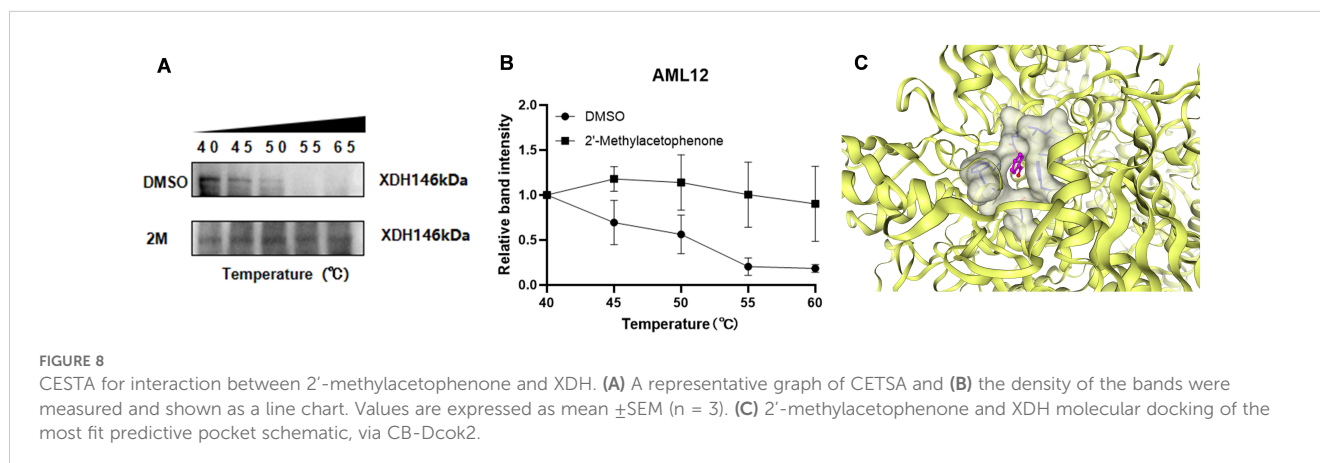 A
40 45 50 55 65
DMSO XDH146kDa
2M XDH146kDa
Temperature (℃)
B
AML12
DMSO
2'-Methylacetophenone
2.0
1.5
1.0
0.5
0.0
Relative band intensity
40 45 50 55 60
Temperature(℃)
C
FIGURE 8
CESTA for interaction between 2′-methylacetophenone and XDH. (A) A representative graph of CETSA and (B) the density of the bands were
measured and shown as a line chart. Values are expressed as mean ±SEM (n = 3). (C) 2′-methylacetophenone and XDH molecular docking of the
most fit predictive pocket schematic, via CB-Dcok2.